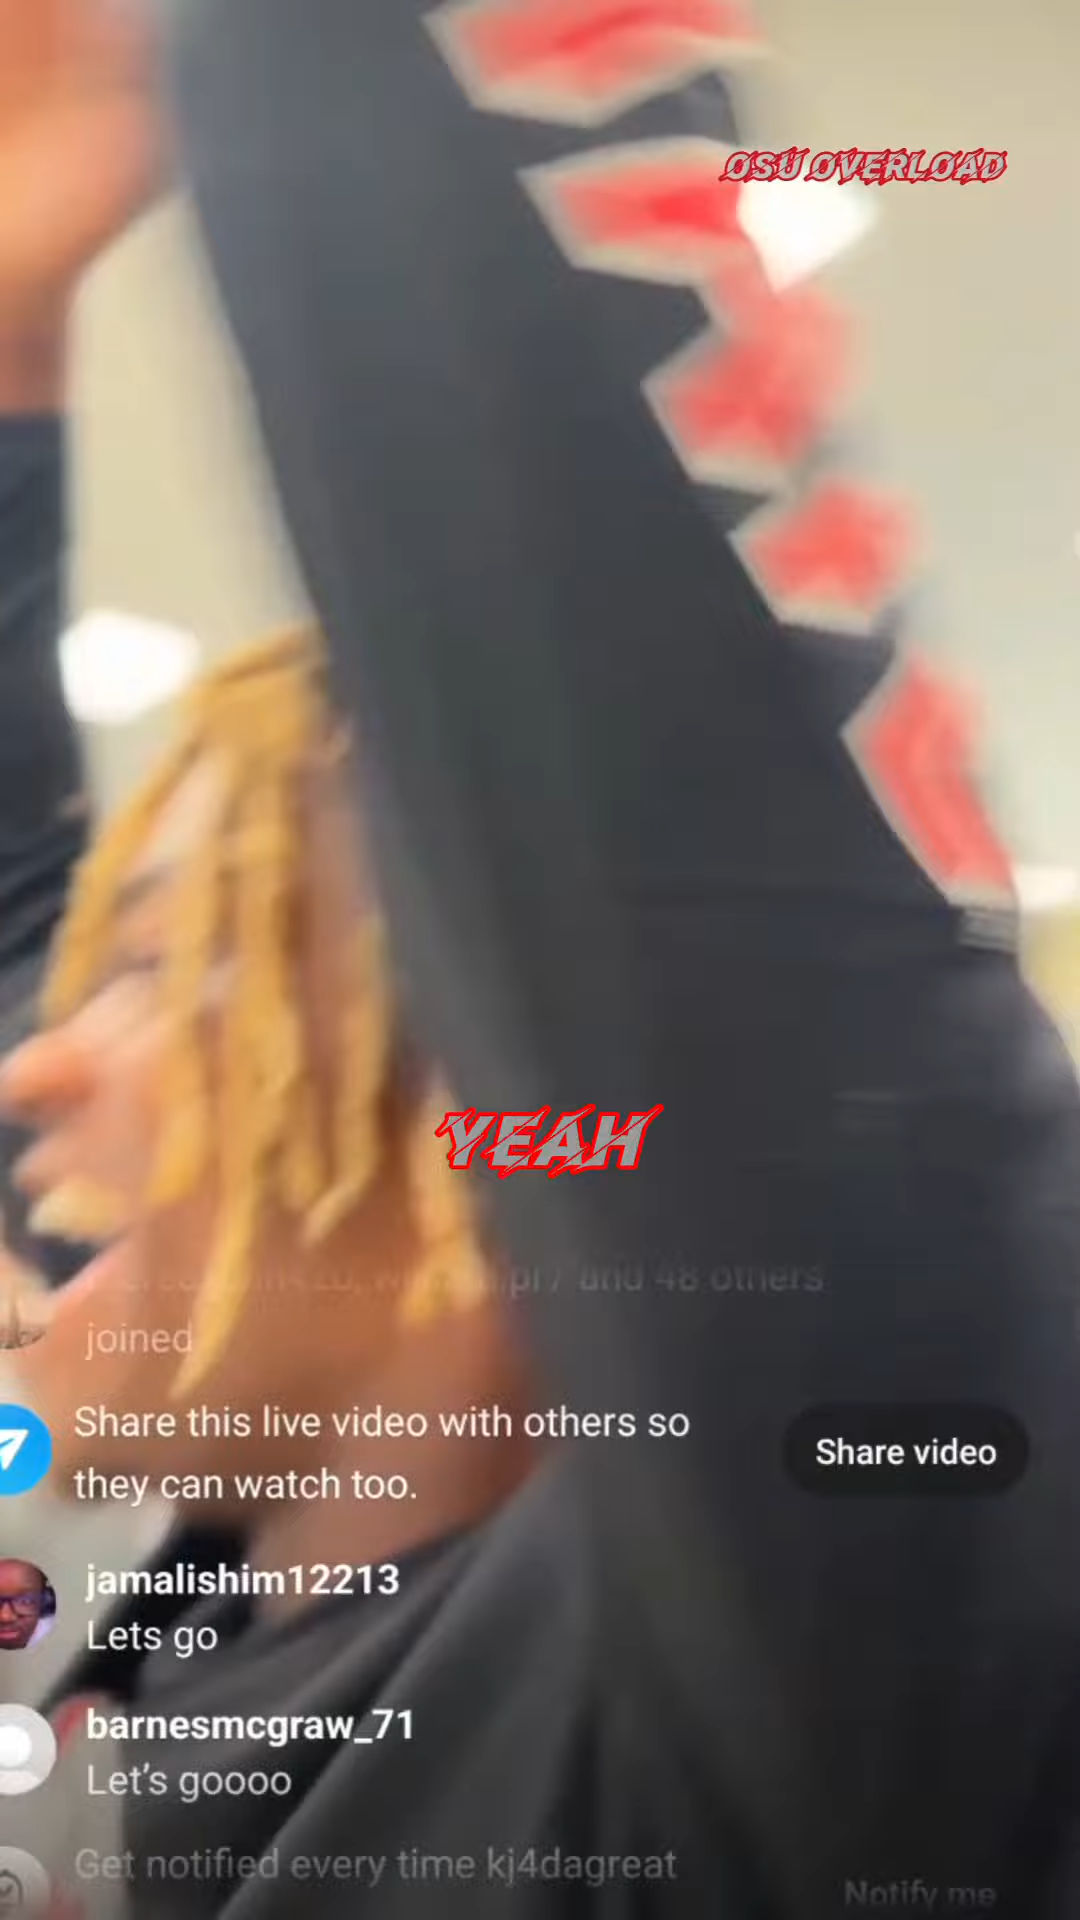 OSU OVERLOAD
YEAH
and 48 others
joined
Share this live video with others so
they can watch too.
Share video
jamalishim12213
Lets go
barnesmcgraw_71
Let's goooo
Get notified every time kj4dagreat
Notify me